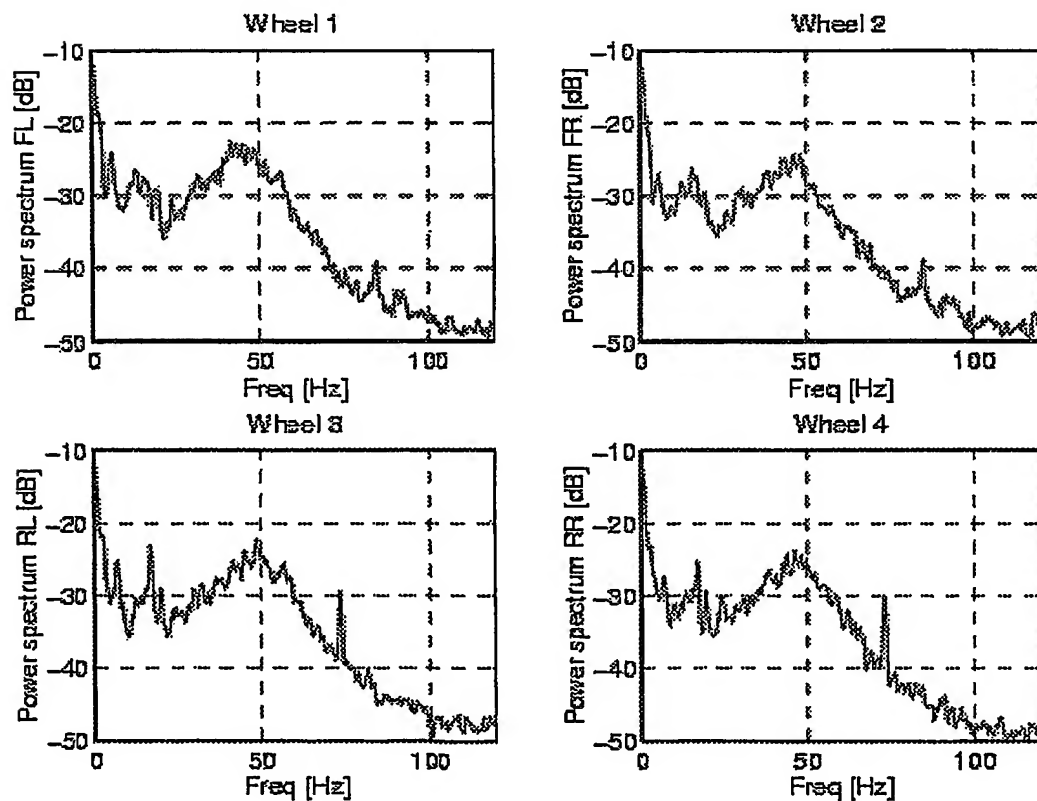 Wheel 1
Power spectrum FL [dB]
−10
−20
−30
−40
−50
0
50
100
Freq [Hz]
Wheel 2
Power spectrum FR [dB]
−10
−20
−30
−40
−50
0
50
100
Freq [Hz]
Wheel 3
Power spectrum RL [dB]
−10
−20
−30
−40
−50
0
50
100
Freq [Hz]
Wheel 4
Power spectrum RR [dB]
−10
−20
−30
−40
−50
0
50
100
Freq [Hz]